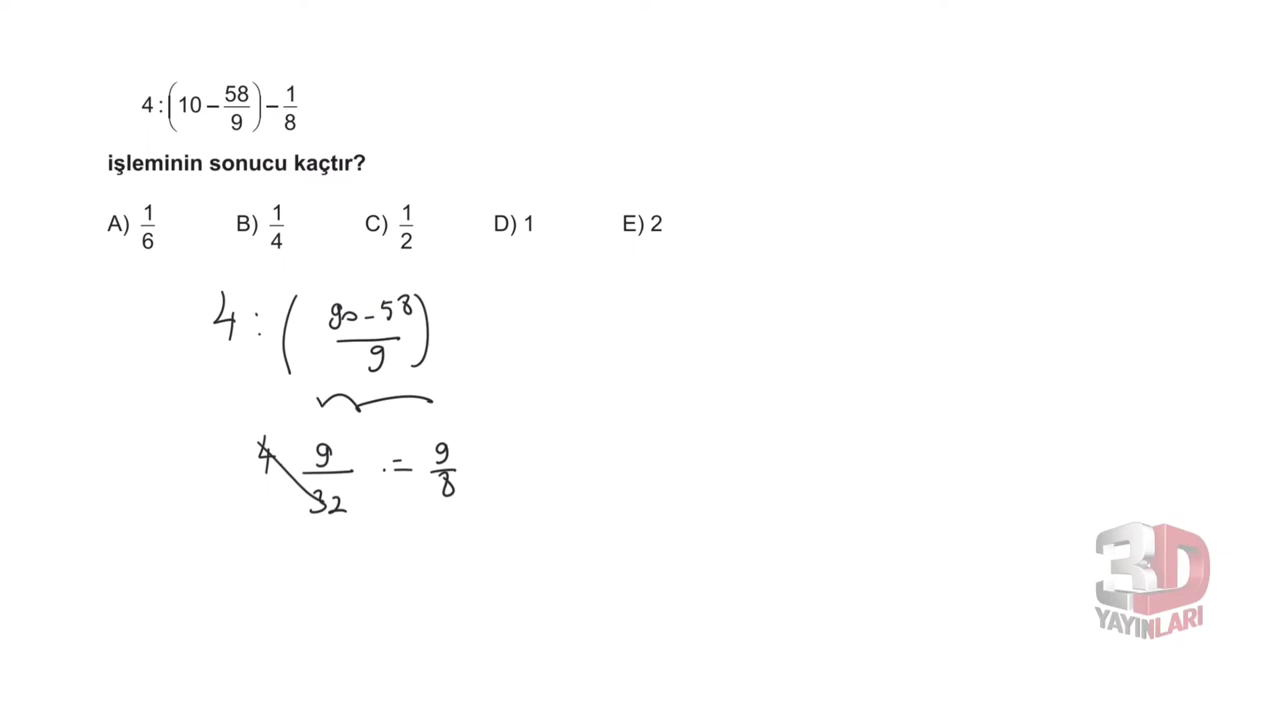 4 : (10 – 58/9) – 1/8
işleminin sonucu kaçtır?
A) 1/6 B) 1/4 C) 1/2 D) 1 E) 2
4 : ( 90 – 58 / 9 )
4 9/32 = 9/8
3D
YAYINLARI